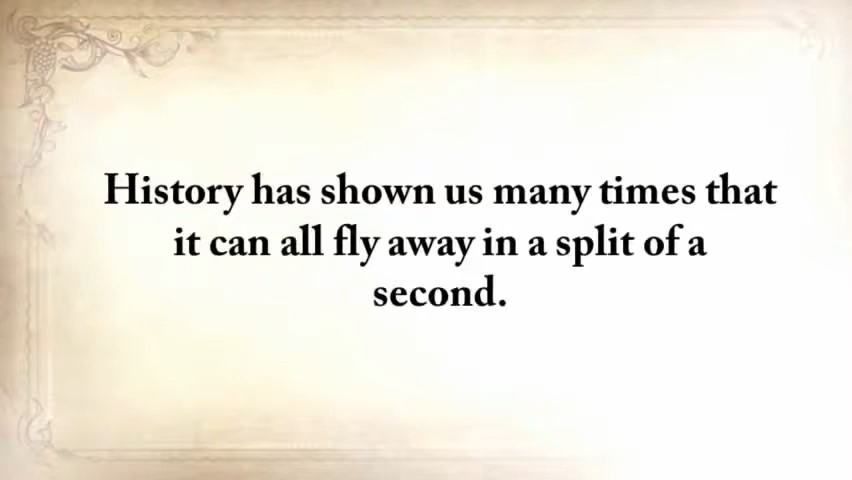 History has shown us many times that
it can all fly away in a split of a
second.